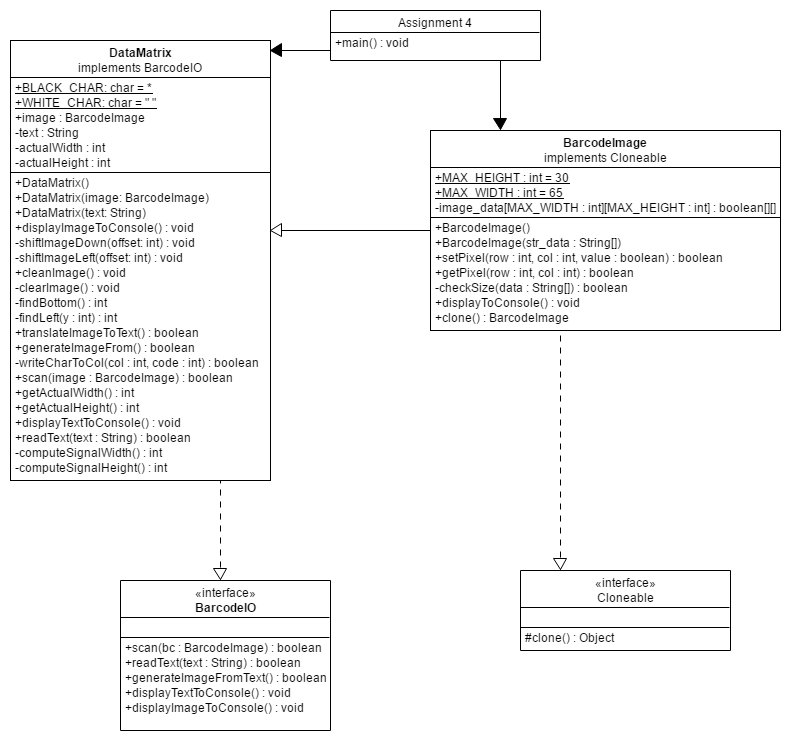 Assignment 4
+main() : void
DataMatrix
implements BarcodeIO
+BLACK_CHAR: char = *
+WHITE_CHAR: char = " "
+image : BarcodeImage
-text : String
-actualWidth : int
-actualHeight : int
+DataMatrix()
+DataMatrix(image: BarcodeImage)
+DataMatrix(text: String)
+displayImageToConsole() : void
-shiftImageDown(offset: int) : void
-shiftImageLeft(offset: int) : void
+cleanImage() : void
-clearImage() : void
-findBottom() : int
-findLeft(y : int) : int
+translateImageToText() : boolean
+generateImageFrom() : boolean
-writeCharToCol(col : int, code : int) : boolean
+scan(image : BarcodeImage) : boolean
+getActualWidth() : int
+getActualHeight() : int
+displayTextToConsole() : void
+readText(text : String) : boolean
-computeSignalWidth() : int
-computeSignalHeight() : int
BarcodeImage
implements Cloneable
+MAX_HEIGHT : int = 30
+MAX_WIDTH : int = 65
-image_data[MAX_WIDTH : int][MAX_HEIGHT : int] : boolean[][]
+BarcodeImage()
+BarcodeImage(str_data : String[])
+setPixel(row : int, col : int, value : boolean) : boolean
+getPixel(row : int, col : int) : boolean
-checkSize(data : String[]) : boolean
+displayToConsole() : void
+clone() : BarcodeImage
«interface»
BarcodeIO
+scan(bc : BarcodeImage) : boolean
+readText(text : String) : boolean
+generateImageFromText() : boolean
+displayTextToConsole() : void
+displayImageToConsole() : void
«interface»
Cloneable
#clone() : Object